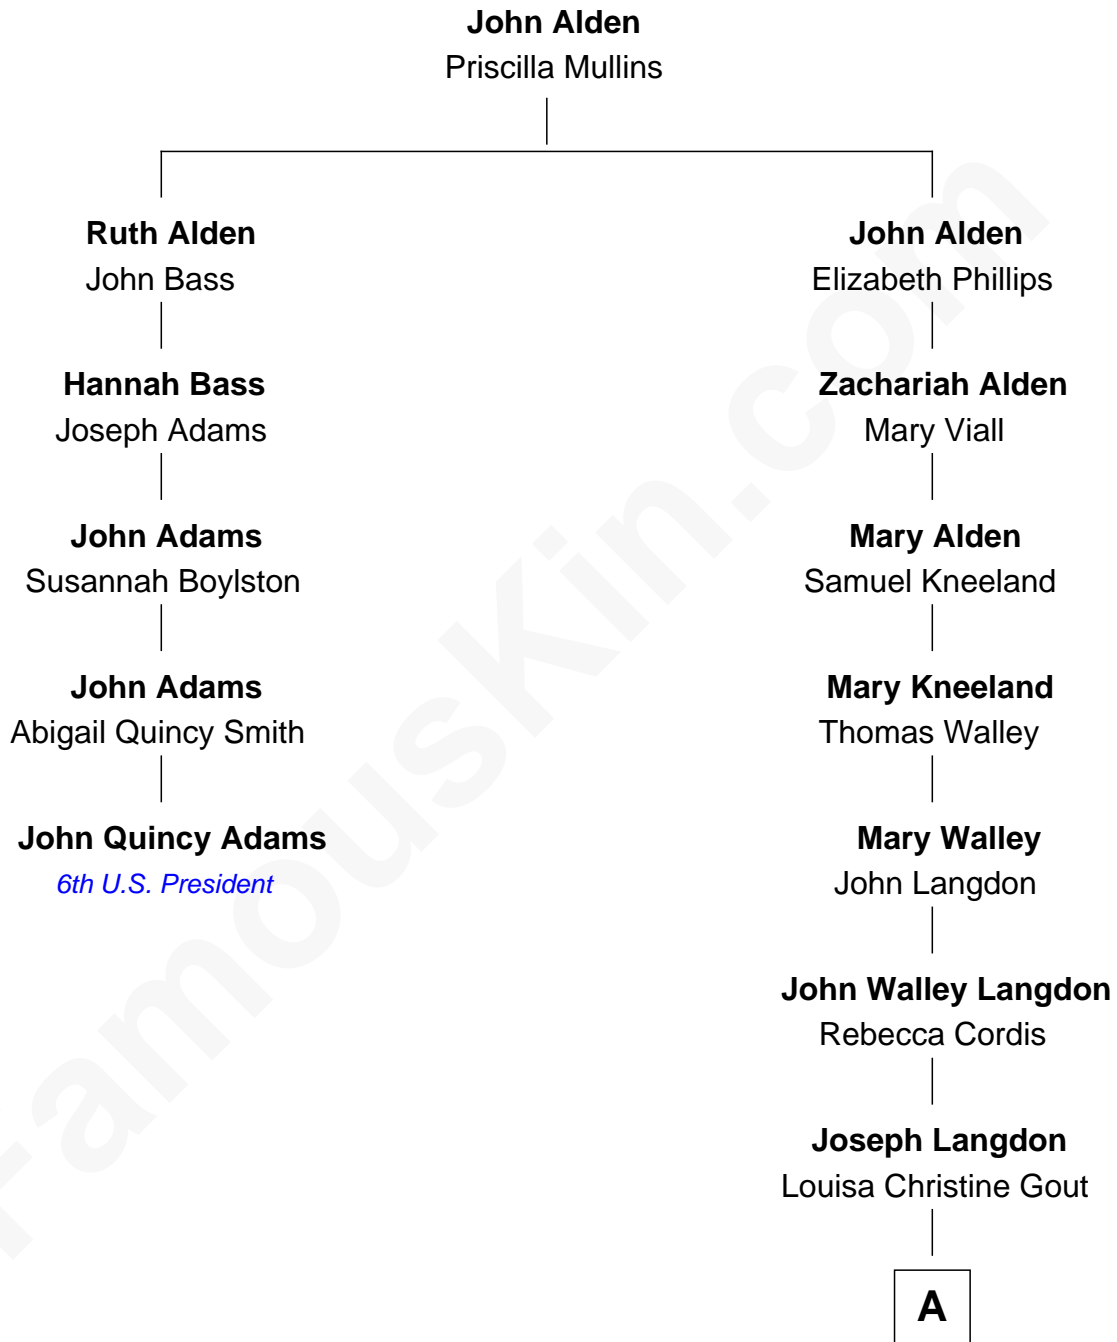 John Alden
Priscilla Mullins
Ruth Alden
John Bass
Hannah Bass
Joseph Adams
John Adams
Susannah Boylston
John Adams
Abigail Quincy Smith
John Quincy Adams
6th U.S. President
John Alden
Elizabeth Phillips
Zachariah Alden
Mary Viall
Mary Alden
Samuel Kneeland
Mary Kneeland
Thomas Walley
Mary Walley
John Langdon
John Walley Langdon
Rebecca Cordis
Joseph Langdon
Louisa Christine Gout
A
FamousKin.com